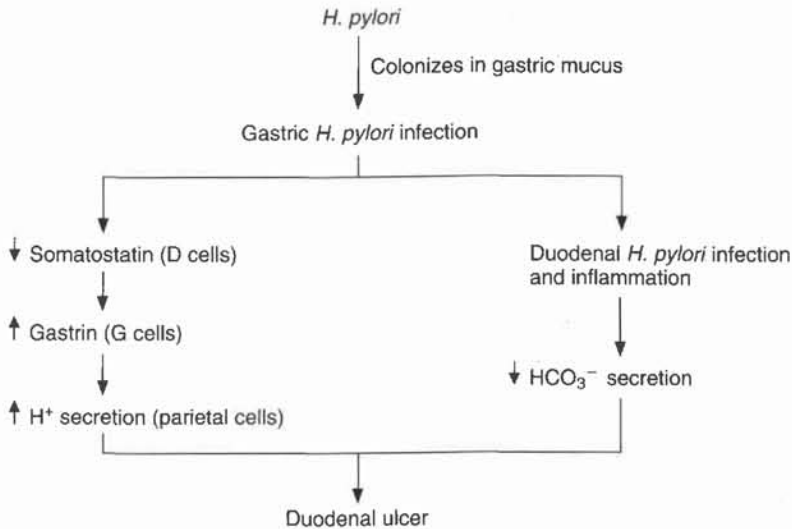 H. pylori
Colonizes in gastric mucus
Gastric H. pylori infection
↓ Somatostatin (D cells)
Duodenal H. pylori infection
and inflammation
↑ Gastrin (G cells)
↓ HCO₃⁻ secretion
↑ H⁺ secretion (parietal cells)
Duodenal ulcer